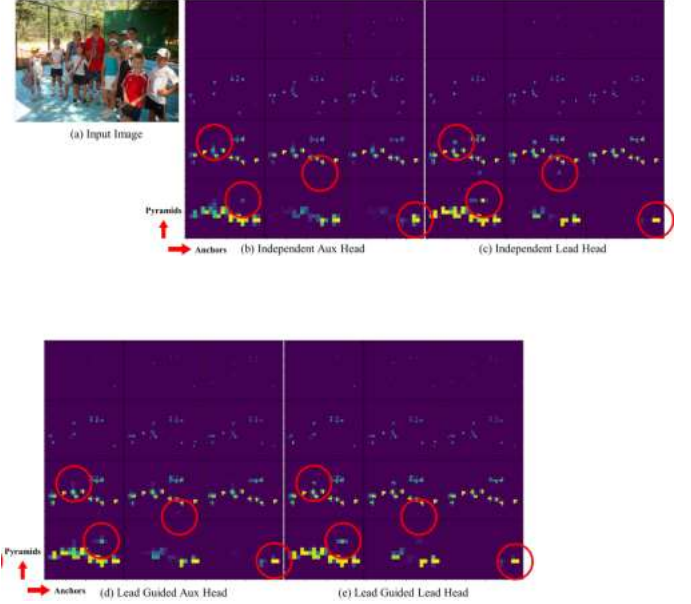 (a) Input Image
Pyramids
Anchors
(b) Independent Aux Head
(c) Independent Lead Head
Pyramids
Anchors
(d) Lead Guided Aux Head
(e) Lead Guided Lead Head